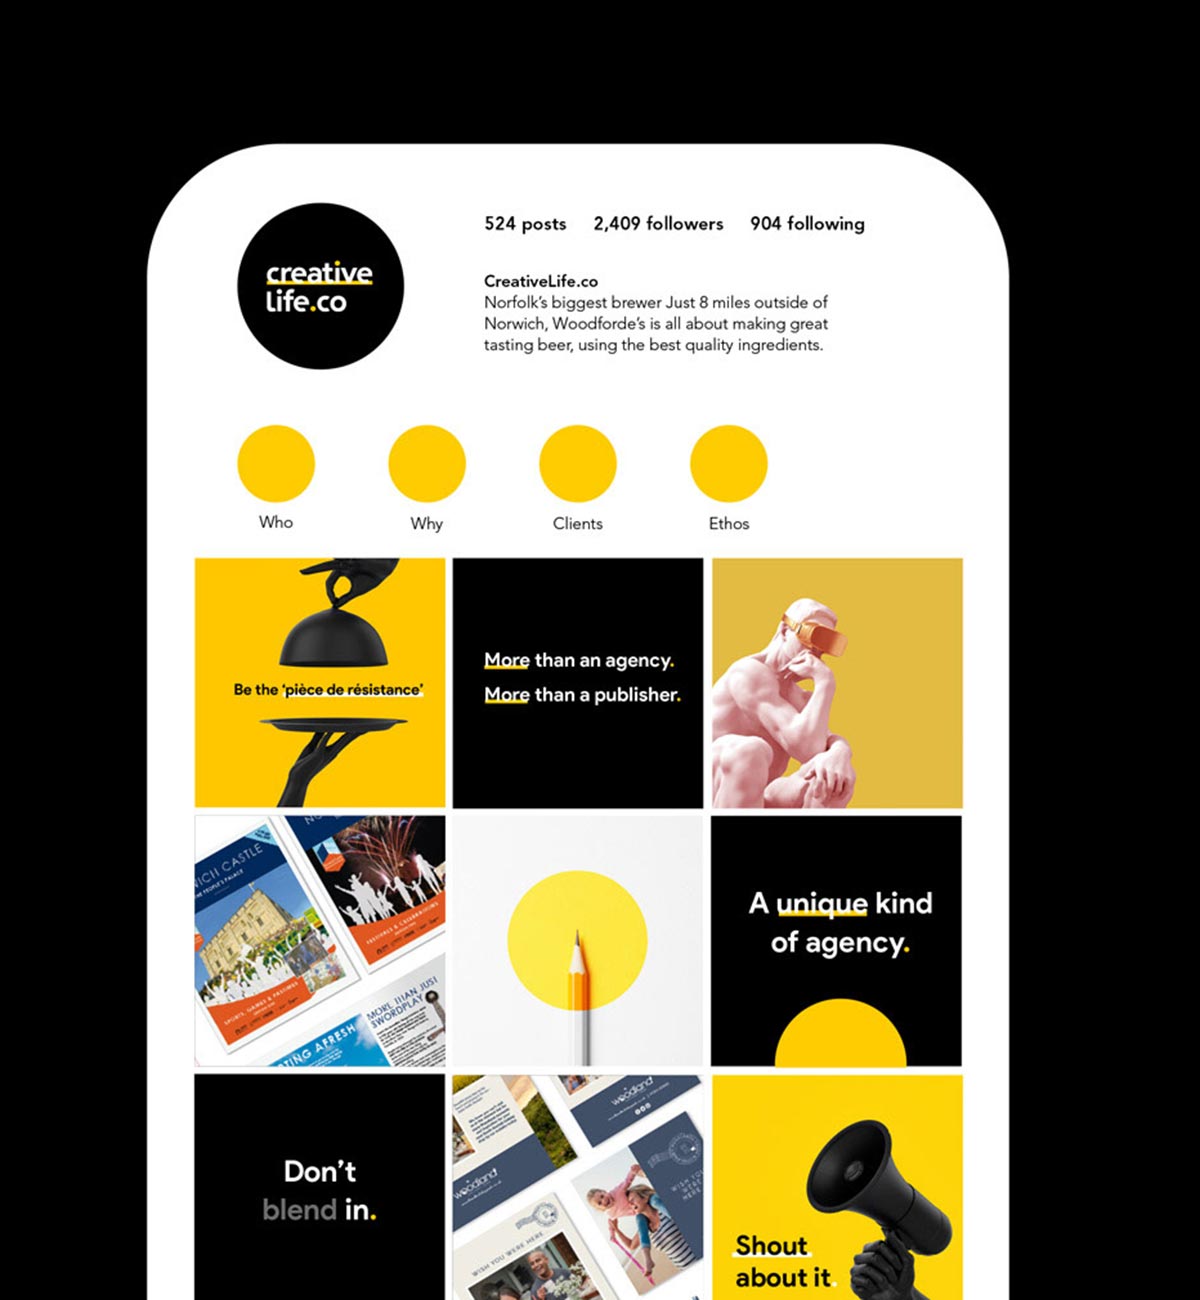 creative
life.co
524 posts 2,409 followers 904 following
CreativeLife.co
Norfolk's biggest brewer Just 8 miles outside of
Norwich, Woodforde's is all about making great
tasting beer, using the best quality ingredients.
Who Why Clients Ethos
Be the ‘pièce de résistance’
More than an agency.
More than a publisher.
CASTLE
THE PEOPLE'S PALACE
SPORTS, GAMES & PASTIMES
FESTIVALS & CELEBRATIONS
MORE THAN JUST
SWORDPLAY
AFRESH
A unique kind
of agency.
Don’t
blend in.
woodland
woodland
WISH YOU WERE HERE
Shout
about it.